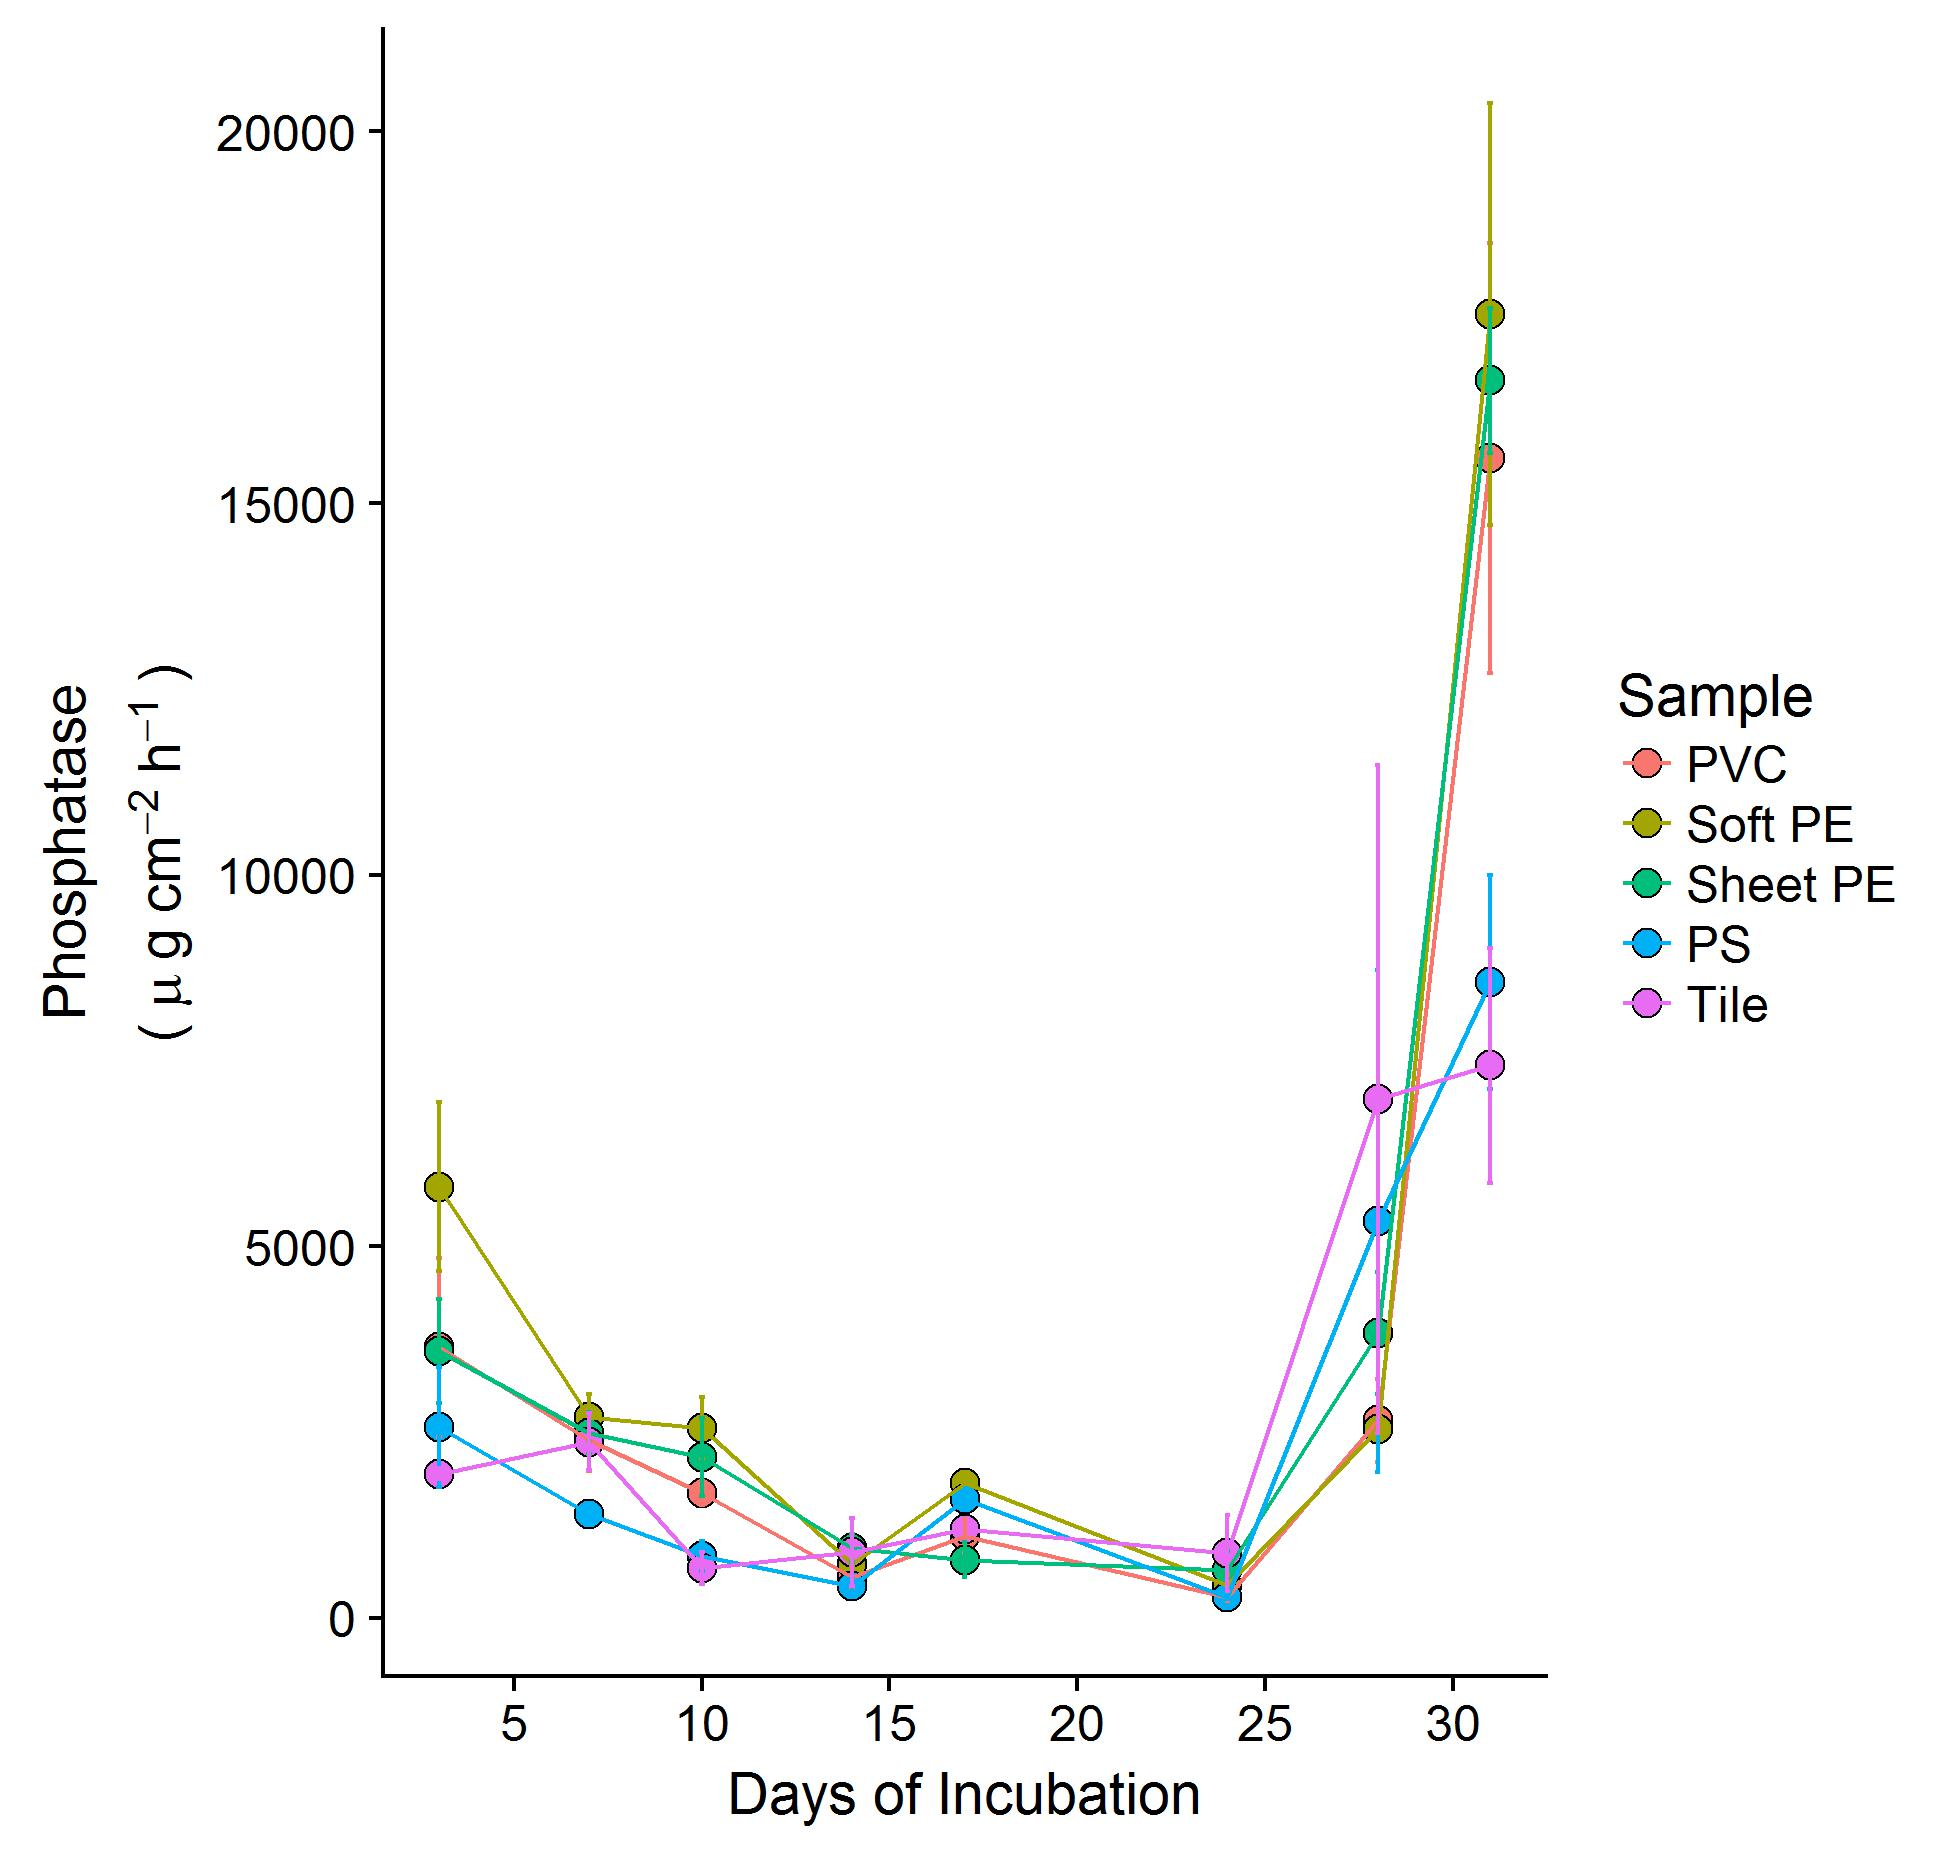 Phosphatase
( μ g cm−2 h−1 )
20000
15000
10000
5000
0
5 10 15 20 25 30
Days of Incubation
Sample
PVC
Soft PE
Sheet PE
PS
Tile